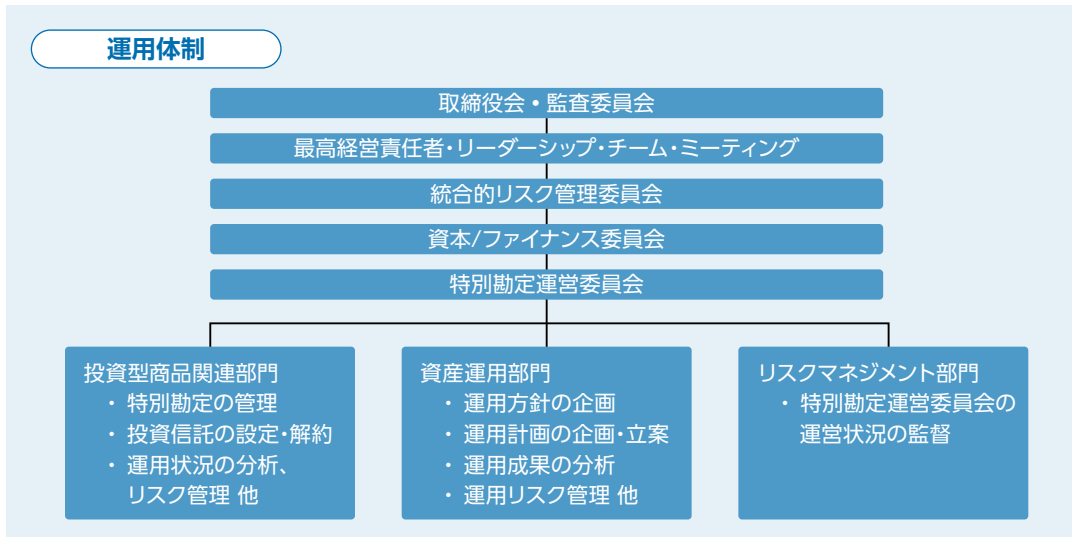 運用体制
取締役会・監査委員会
最高経営責任者・リーダーシップ・チーム・ミーティング
統合的リスク管理委員会
資本/ファイナンス委員会
特別勘定運営委員会
投資型商品関連部門
・ 特別勘定の管理
・ 投資信託の設定・解約
・ 運用状況の分析、
リスク管理 他
資産運用部門
・ 運用方針の企画
・ 運用計画の企画・立案
・ 運用成果の分析
・ 運用リスク管理 他
リスクマネジメント部門
・ 特別勘定運営委員会の
運営状況の監督